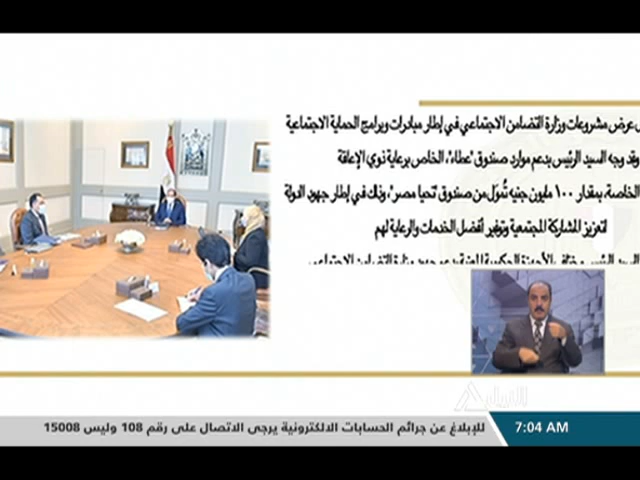 عرض مشروعات وزارة التضامن الاجتماعي في إطار مبادرات وبرامج الحماية الاجتماعية
وقد وجه السيد الرئيس بدعم موارد صندوق "عطاء"، الخاص برعاية ذوي الإعاقة
الخاصة، بمقدار ١٠٠ مليون جنيه تُموَل من صندوق "تحيا مصر"، وذلك في إطار جهود الدولة
لتعزيز المشاركة المجتمعية وتوفير أفضل الخدمات والرعاية لهم
للإبلاغ عن جرائم الحسابات الالكترونية يرجى الاتصال على رقم 108 وليس 15008
7:04 AM